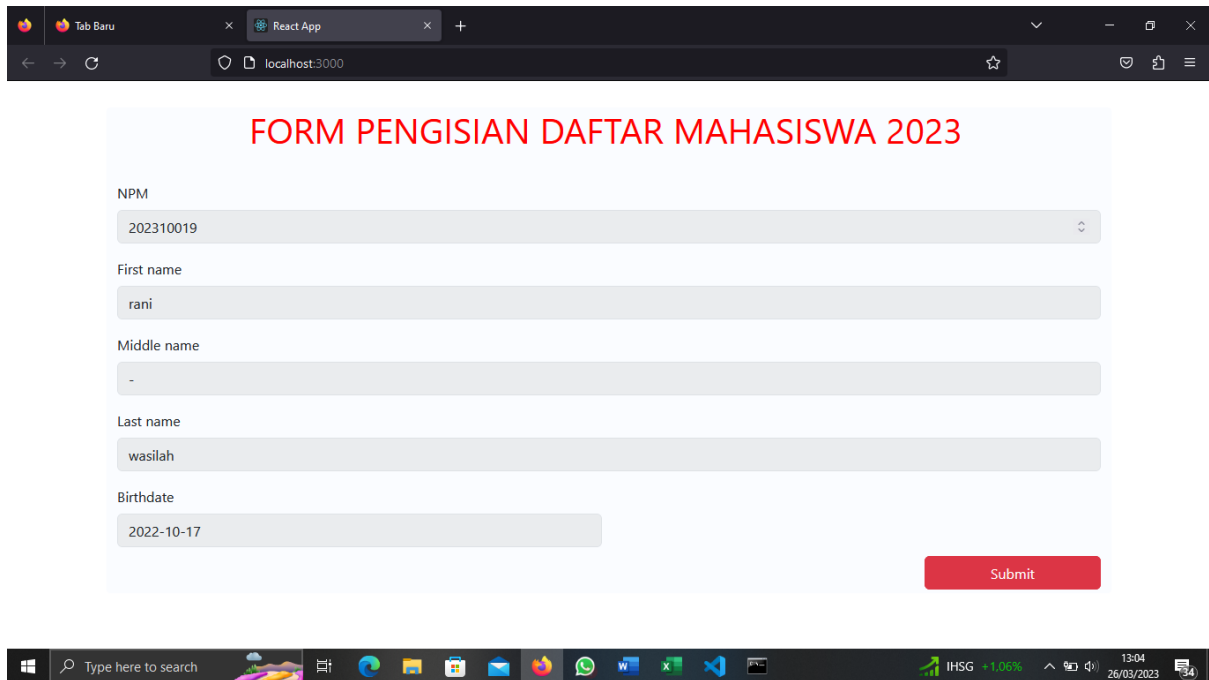 Tab Baru
React App
localhost:3000
FORM PENGISIAN DAFTAR MAHASISWA 2023
NPM
202310019
First name
rani
Middle name
-
Last name
wasilah
Birthdate
2022-10-17
Submit
Type here to search
IHSG +1,06%
13:04
26/03/2023
34